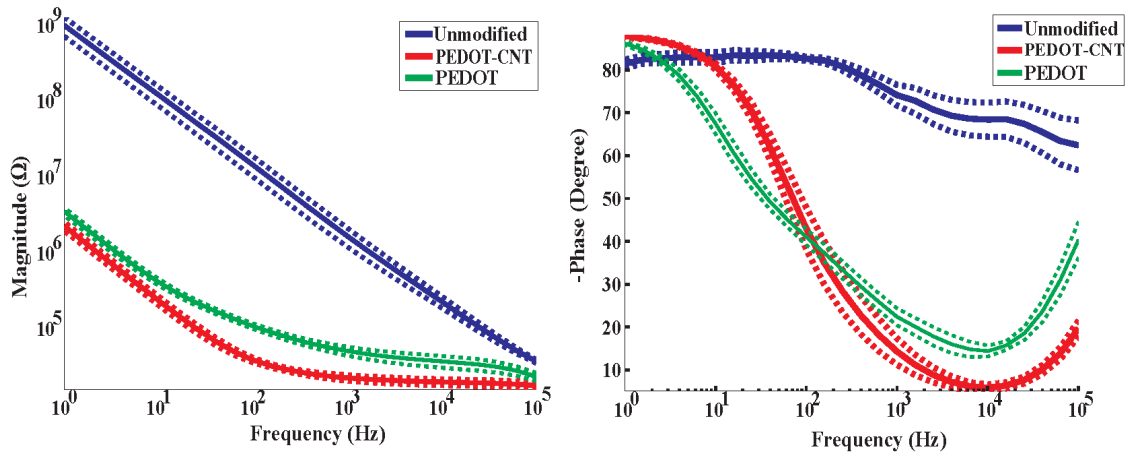 10^9
10^8
10^7
10^6
10^5
Magnitude (Ω)
Unmodified
PEDOT-CNT
PEDOT
10^0 10^1 10^2 10^3 10^4 10^5
Frequency (Hz)
80
70
60
50
40
30
20
10
-Phase (Degree)
Unmodified
PEDOT-CNT
PEDOT
10^0 10^1 10^2 10^3 10^4 10^5
Frequency (Hz)